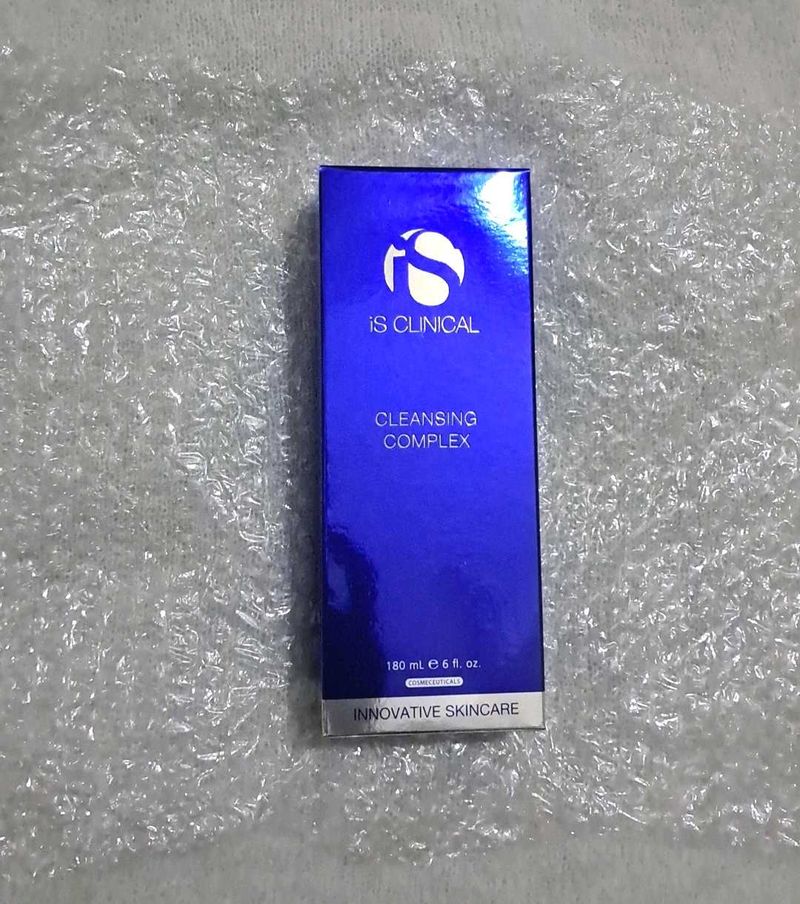 iS
iS CLINICAL
CLEANSING
COMPLEX
180 mL ℮ 6 fl. oz.
COSMECEUTICALS
INNOVATIVE SKINCARE